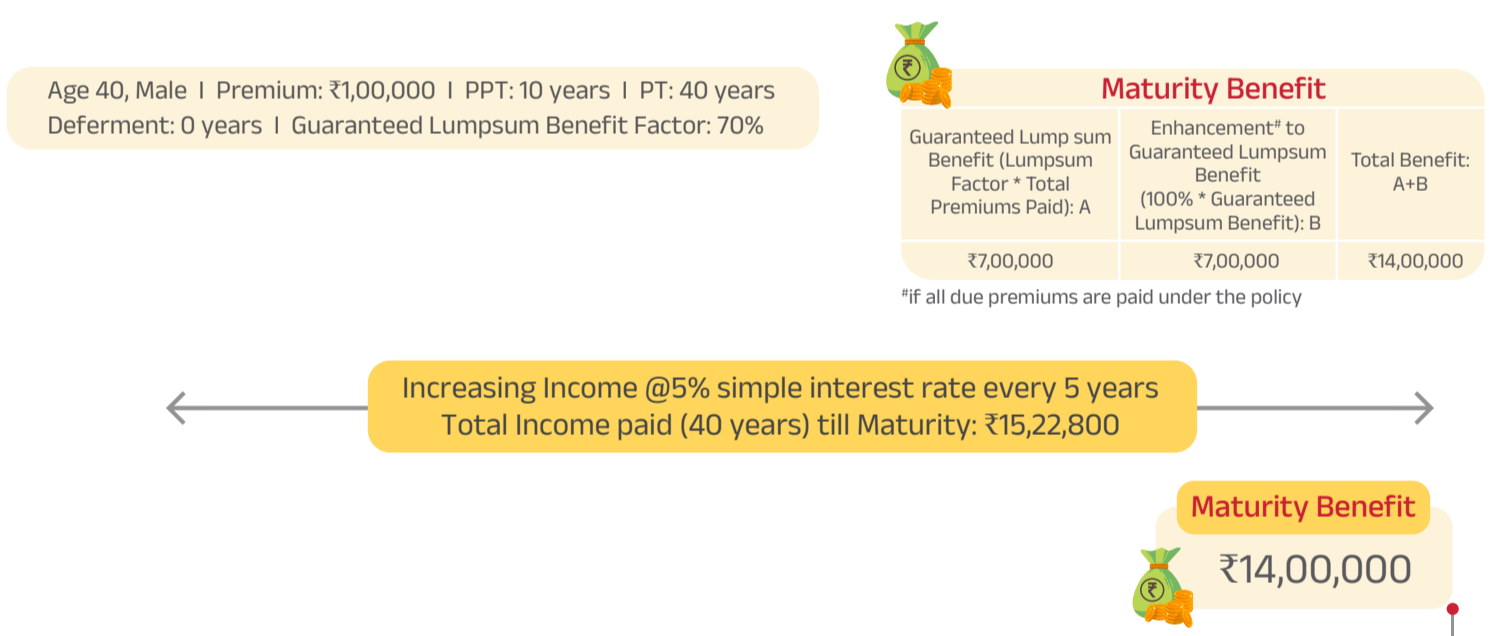 Age 40, Male I Premium: ₹1,00,000 I PPT: 10 years I PT: 40 years
Deferment: 0 years I Guaranteed Lumpsum Benefit Factor: 70%
₹
Maturity Benefit
Guaranteed Lump sum
Benefit (Lumpsum
Factor * Total
Premiums Paid): A
Enhancement# to
Guaranteed Lumpsum
Benefit
(100% * Guaranteed
Lumpsum Benefit): B
Total Benefit:
A+B
₹7,00,000
₹7,00,000
₹14,00,000
#if all due premiums are paid under the policy
Increasing Income @5% simple interest rate every 5 years
Total Income paid (40 years) till Maturity: ₹15,22,800
Maturity Benefit
₹
₹14,00,000